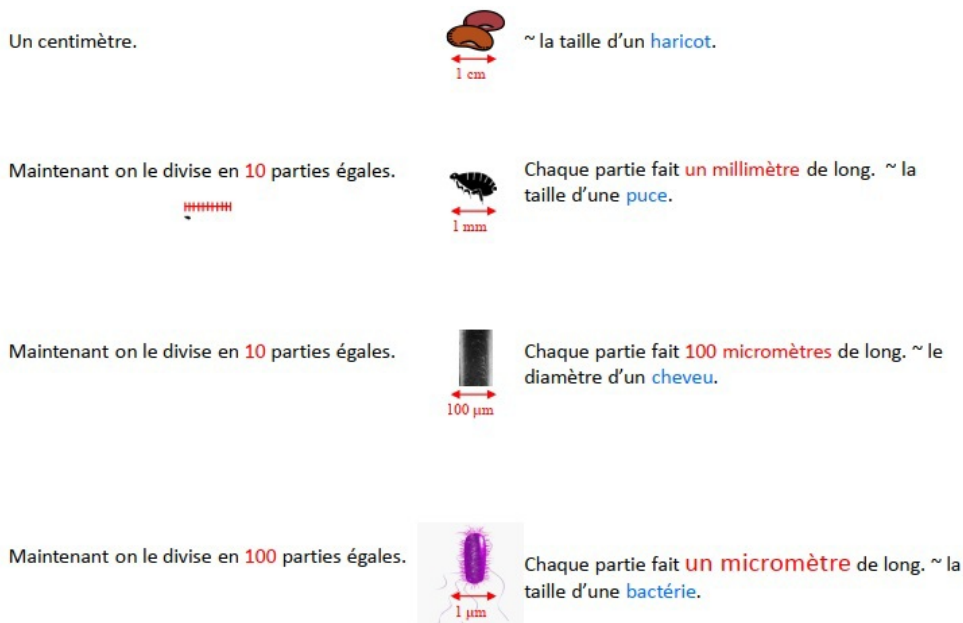 Un centimètre.
~ la taille d’un haricot.
1 cm
Maintenant on le divise en 10 parties égales.
Chaque partie fait un millimètre de long. ~ la
taille d’une puce.
1 mm
Maintenant on le divise en 10 parties égales.
Chaque partie fait 100 micromètres de long. ~ le
diamètre d’un cheveu.
100 µm
Maintenant on le divise en 100 parties égales.
Chaque partie fait un micromètre de long. ~ la
taille d’une bactérie.
1 µm